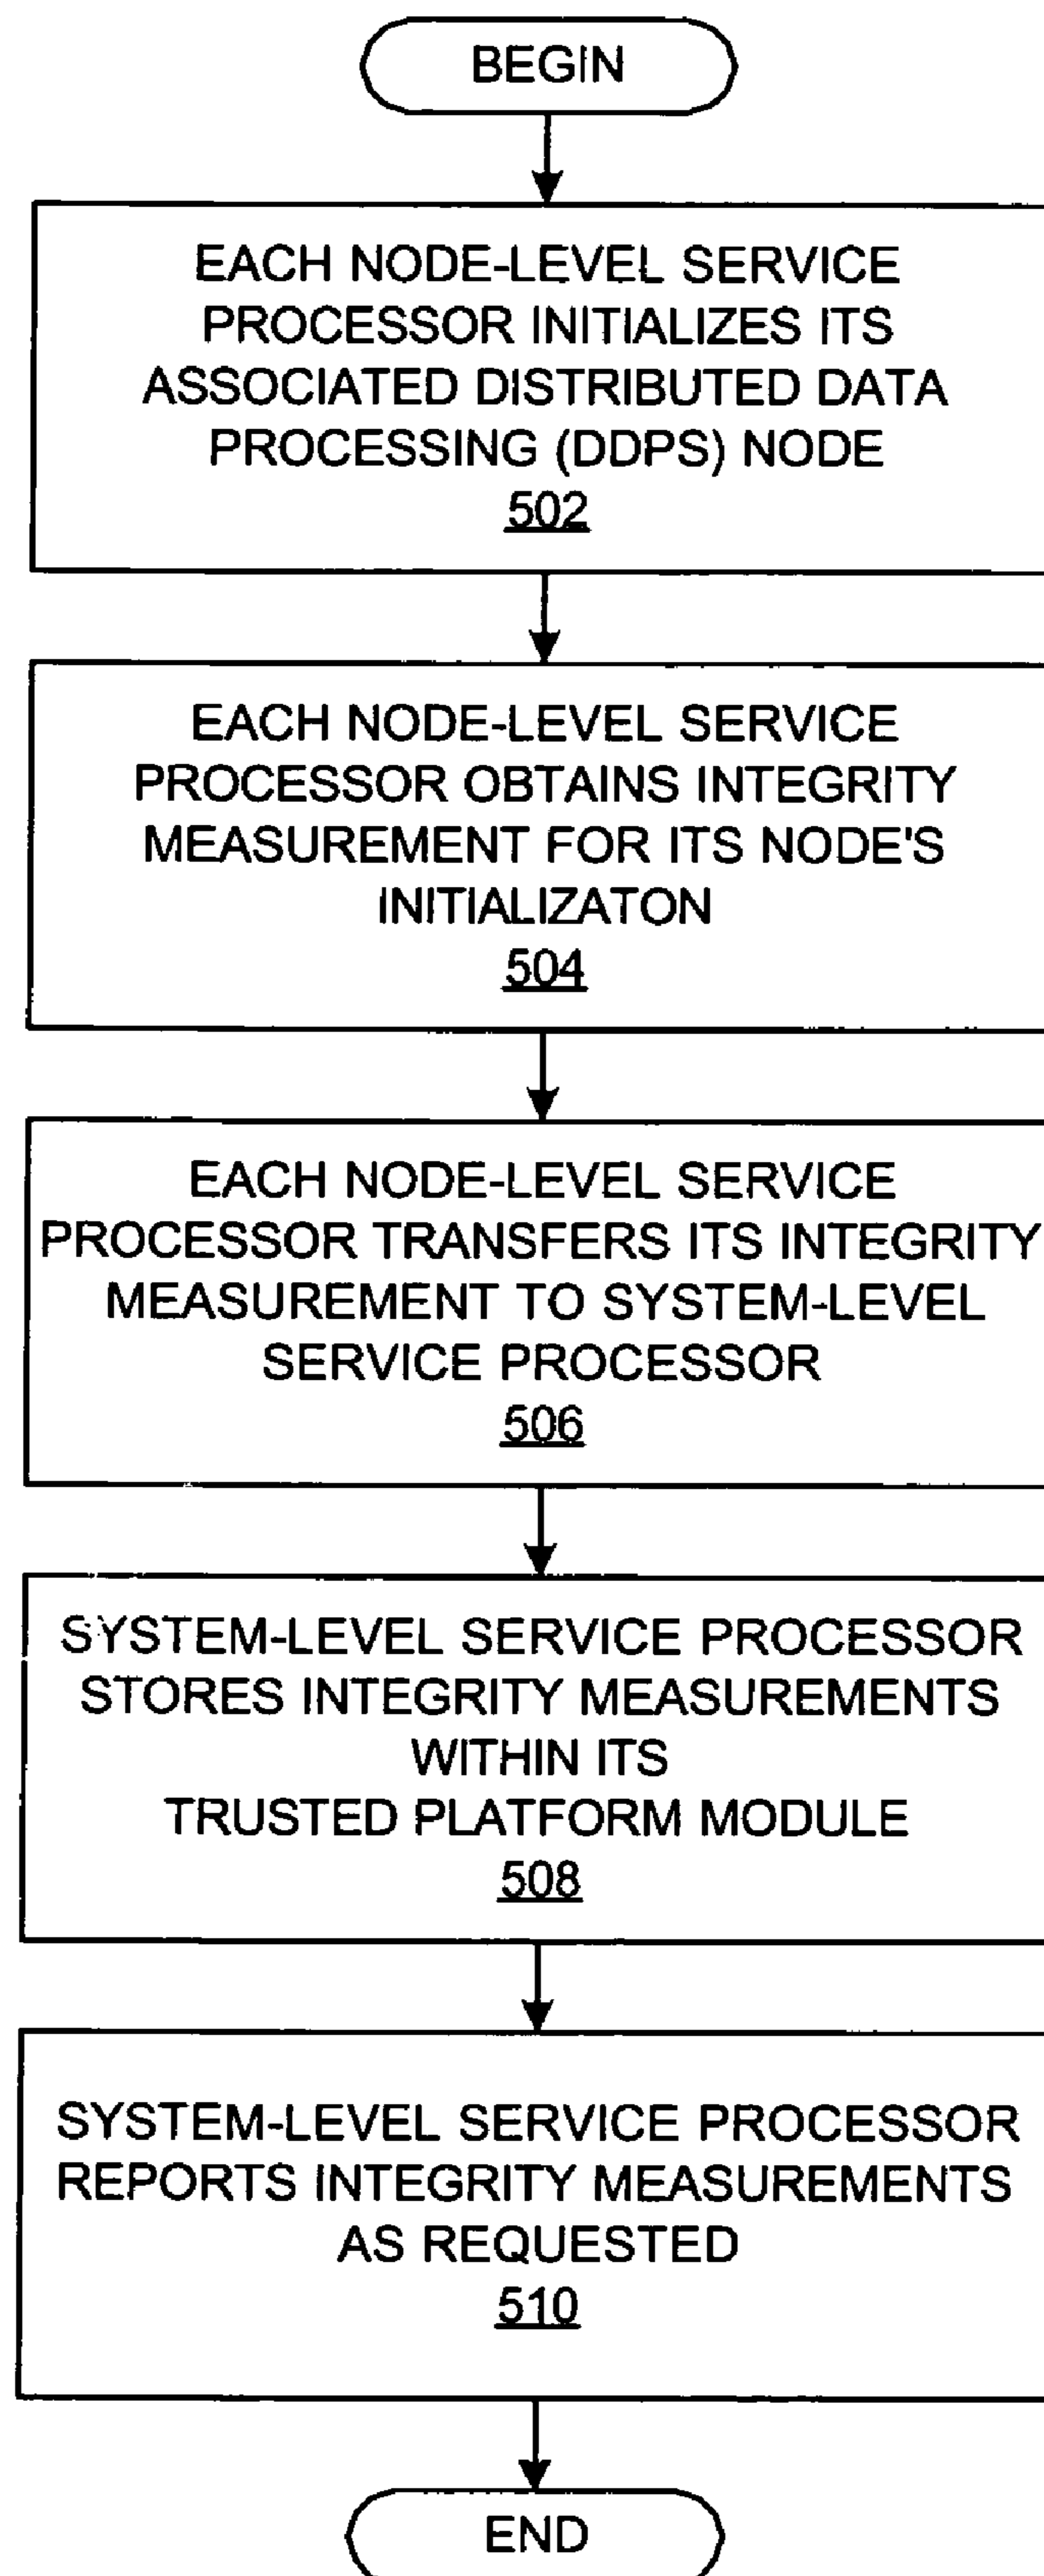 BEGIN
EACH NODE-LEVEL SERVICE
PROCESSOR INITIALIZES ITS
ASSOCIATED DISTRIBUTED DATA
PROCESSING (DDPS) NODE
502
EACH NODE-LEVEL SERVICE
PROCESSOR OBTAINS INTEGRITY
MEASUREMENT FOR ITS NODE'S
INITIALIZATON
504
EACH NODE-LEVEL SERVICE
PROCESSOR TRANSFERS ITS INTEGRITY
MEASUREMENT TO SYSTEM-LEVEL
SERVICE PROCESSOR
506
SYSTEM-LEVEL SERVICE PROCESSOR
STORES INTEGRITY MEASUREMENTS
WITHIN ITS
TRUSTED PLATFORM MODULE
508
SYSTEM-LEVEL SERVICE PROCESSOR
REPORTS INTEGRITY MEASUREMENTS
AS REQUESTED
510
END